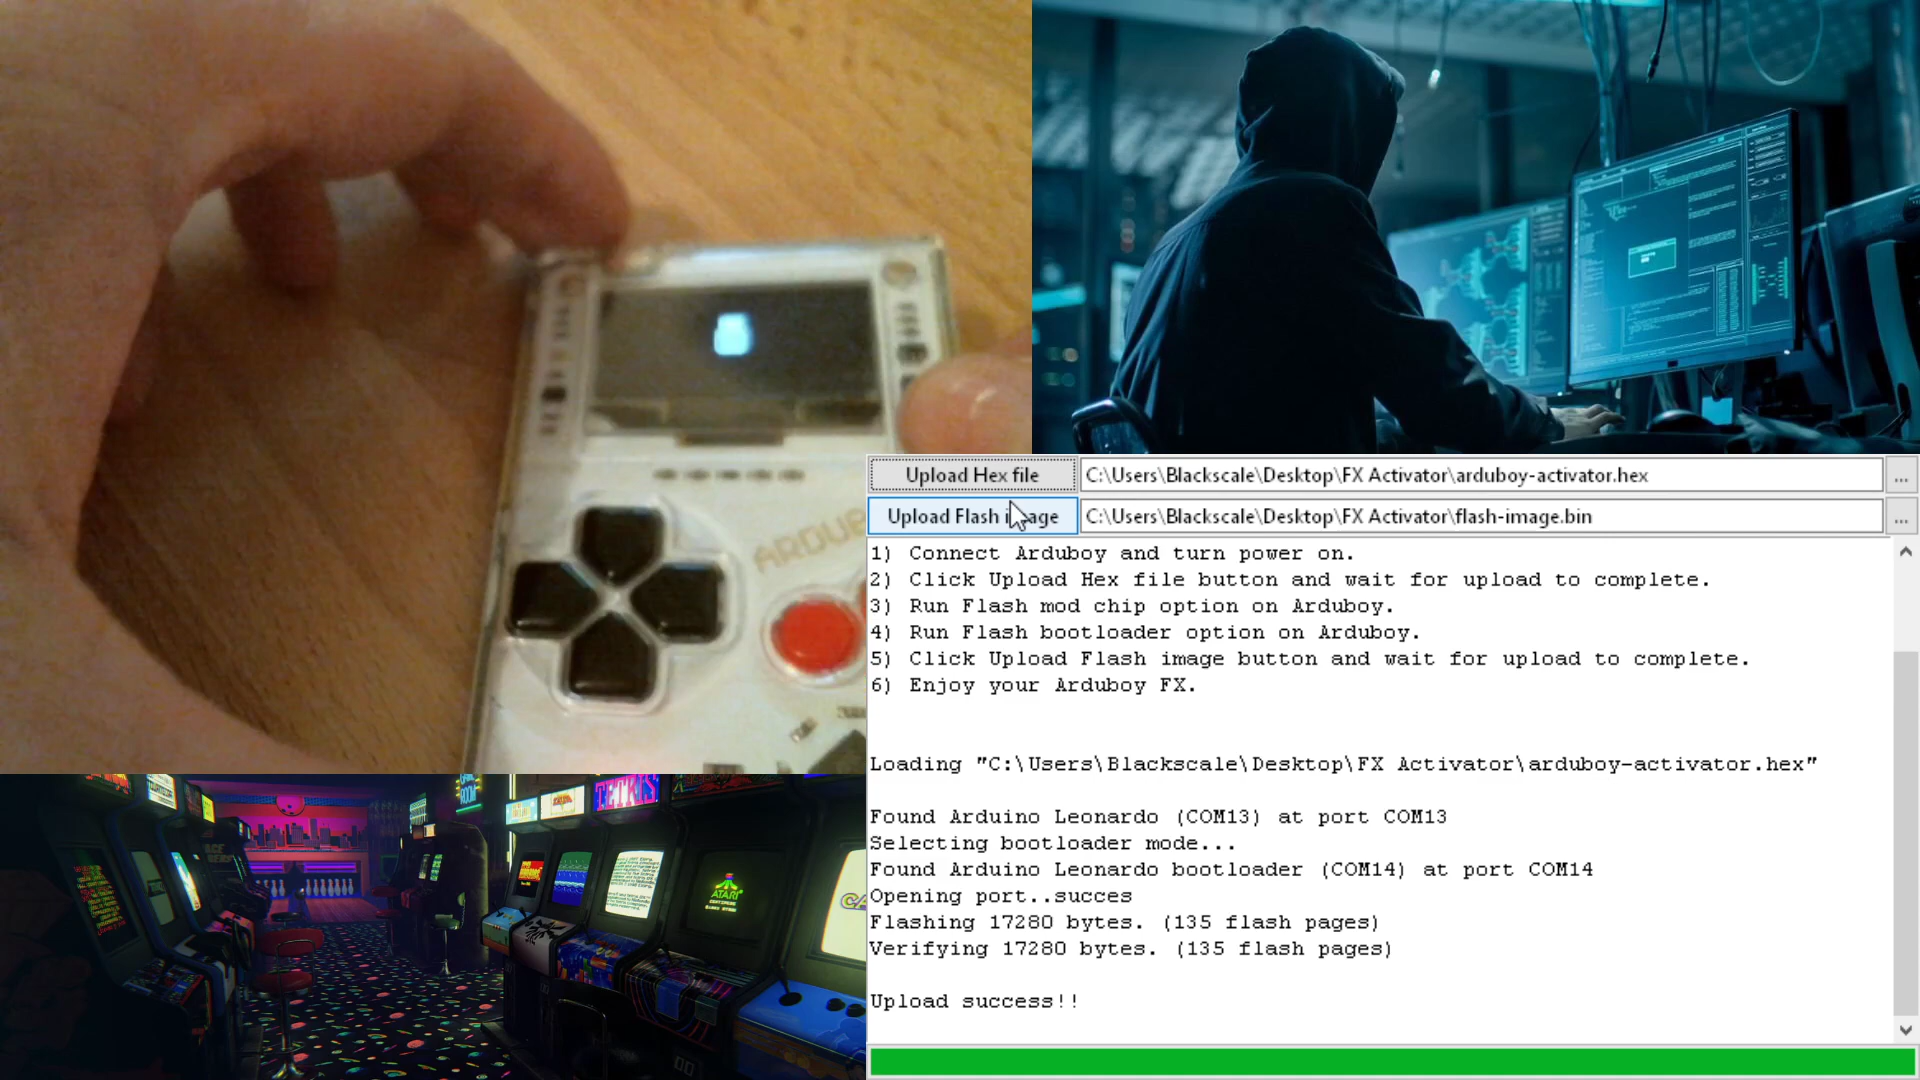 Upload Hex file
C:\Users\Blackscale\Desktop\FX Activator\arduboy-activator.hex
...
Upload Flash image
C:\Users\Blackscale\Desktop\FX Activator\flash-image.bin
...
1) Connect Arduboy and turn power on.
2) Click Upload Hex file button and wait for upload to complete.
3) Run Flash mod chip option on Arduboy.
4) Run Flash bootloader option on Arduboy.
5) Click Upload Flash image button and wait for upload to complete.
6) Enjoy your Arduboy FX.
Loading "C:\Users\Blackscale\Desktop\FX Activator\arduboy-activator.hex"
Found Arduino Leonardo (COM13) at port COM13
Selecting bootloader mode...
Found Arduino Leonardo bootloader (COM14) at port COM14
Opening port..succes
Flashing 17280 bytes. (135 flash pages)
Verifying 17280 bytes. (135 flash pages)
Upload success!!
ARDUB
TETRIS
ATARI